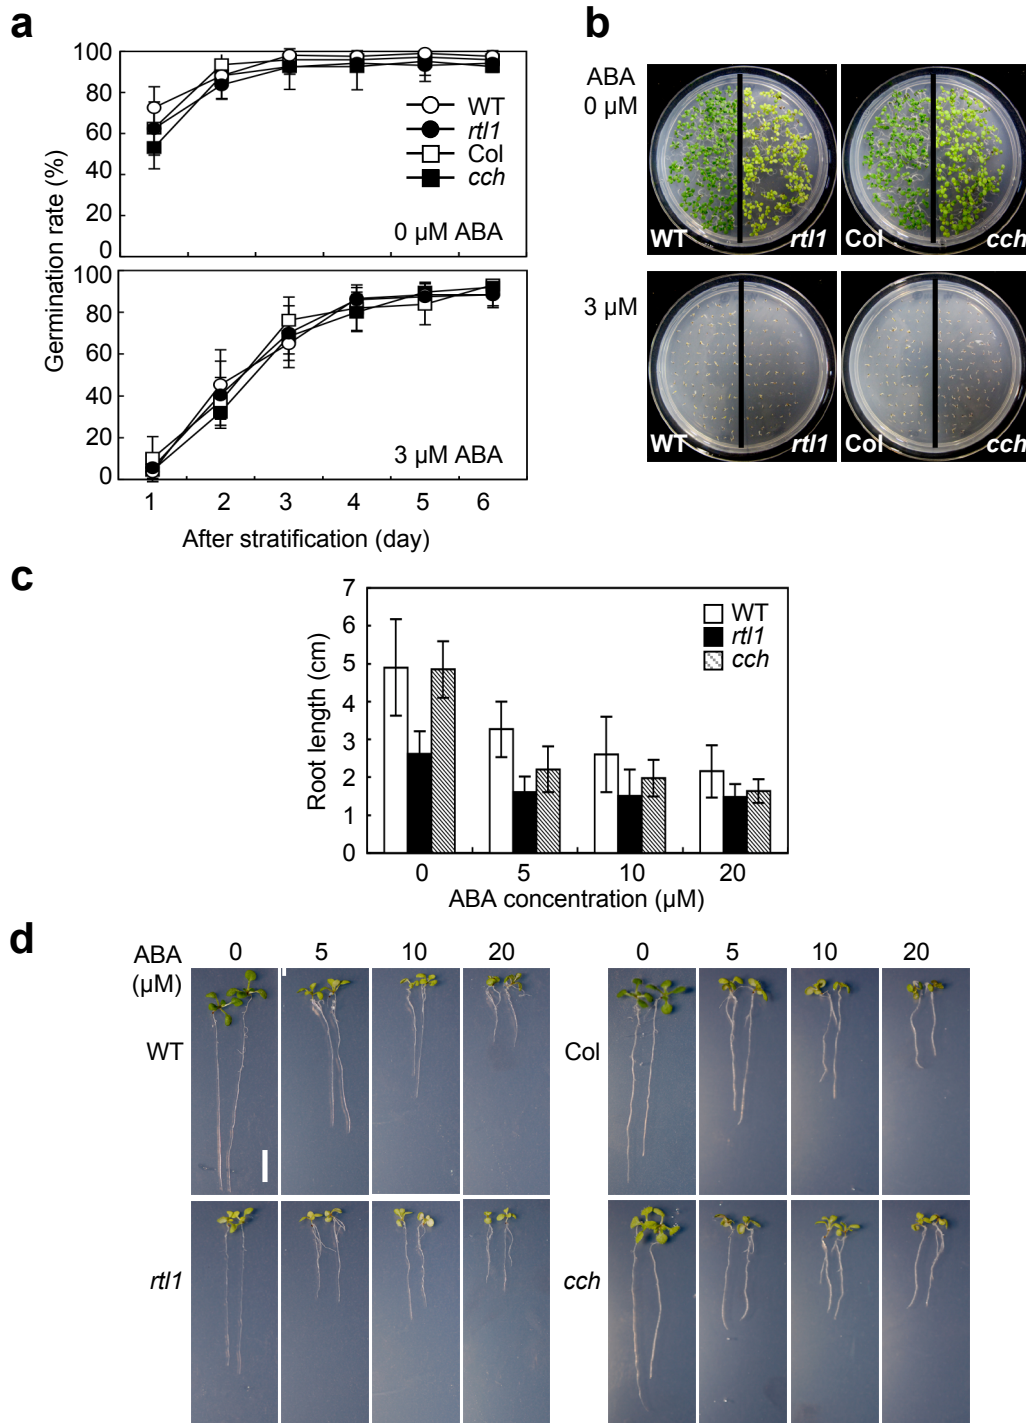 a
Germination rate (%)
100
80
60
40
20
0
WT
rtl1
Col
cch
0 µM ABA
100
80
60
40
20
0
3 µM ABA
1 2 3 4 5 6
After stratification (day)
b
ABA
0 µM
WT rtl1 Col cch
3 µM
WT rtl1 Col cch
c
Root length (cm)
7
6
5
4
3
2
1
0
WT
rtl1
cch
0 5 10 20
ABA concentration (µM)
d
ABA (µM)
0 5 10 20
0 5 10 20
WT
Col
rtl1
cch